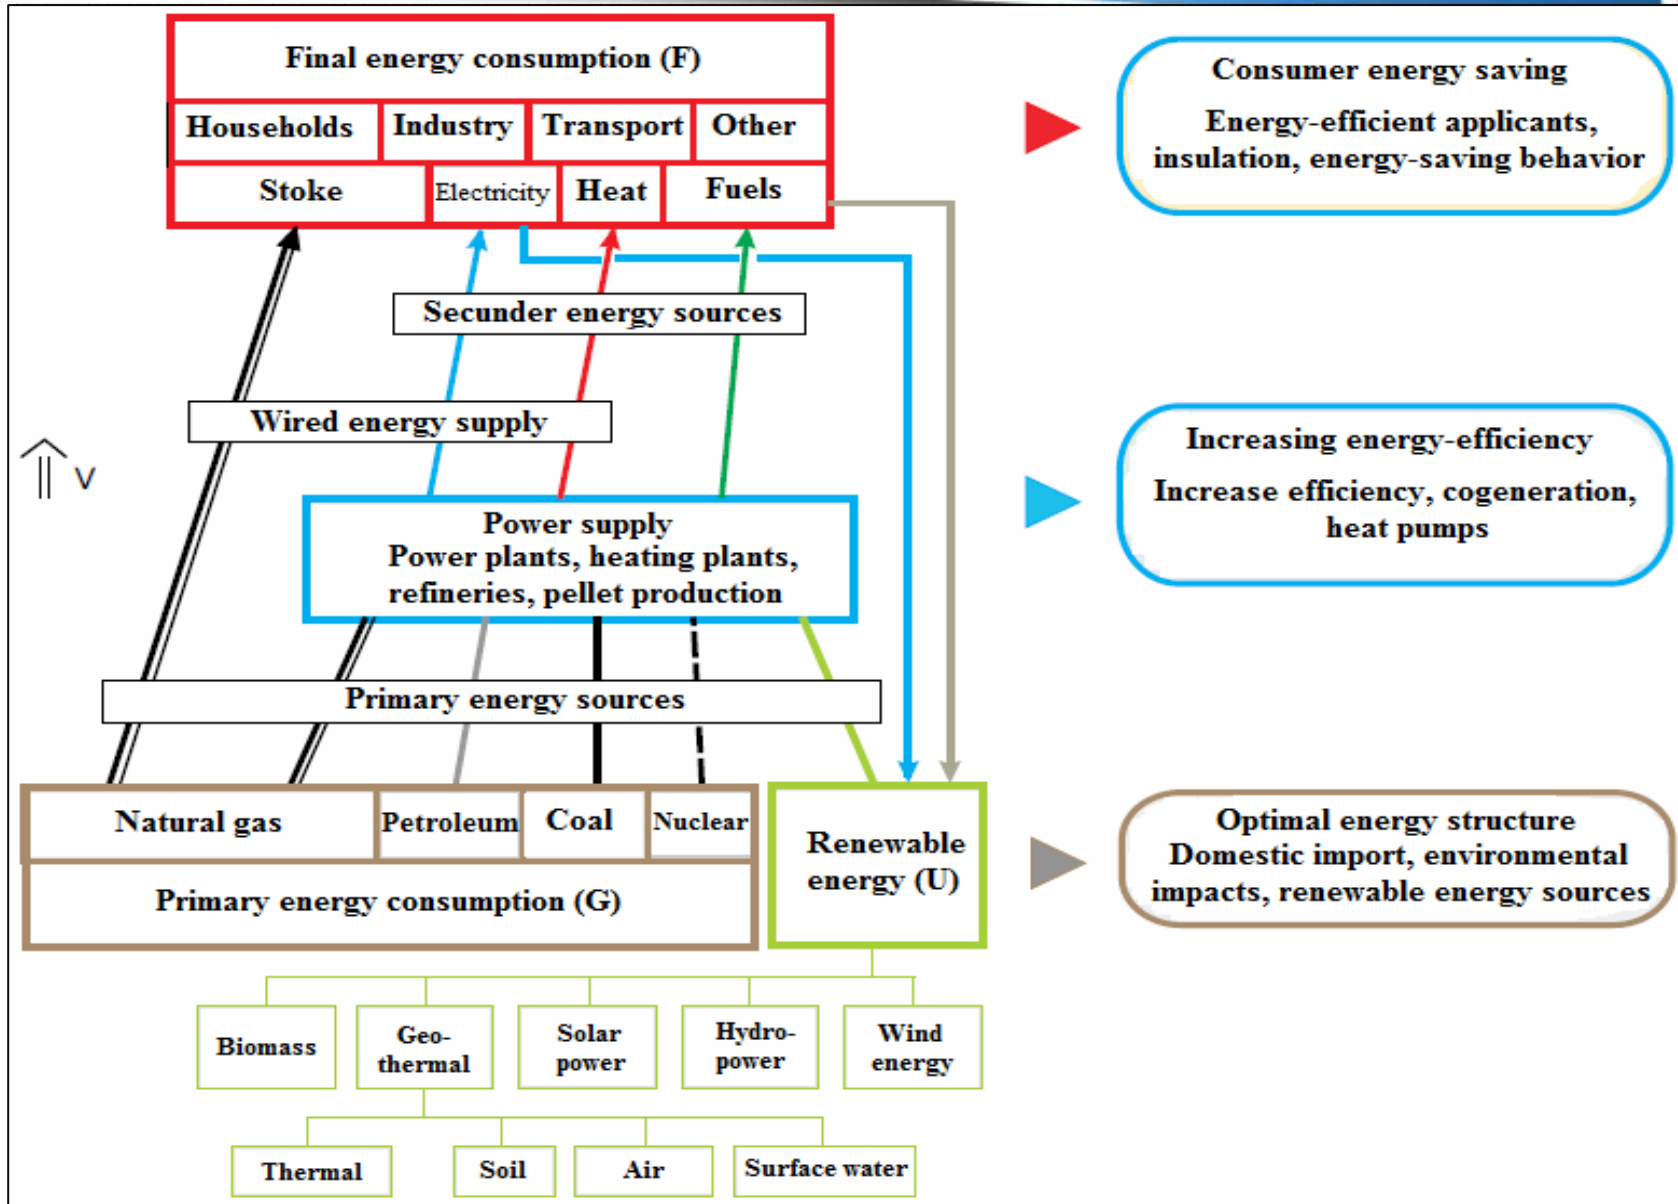 Final energy consumption (F)
Households
Industry
Transport
Other
Stoke
Electricity
Heat
Fuels
Secunder energy sources
Wired energy supply
v
Power supply
Power plants, heating plants,
refineries, pellet production
Primary energy sources
Natural gas
Petroleum
Coal
Nuclear
Primary energy consumption (G)
Renewable
energy (U)
Biomass
Geo-
thermal
Solar
power
Hydro-
power
Wind
energy
Thermal
Soil
Air
Surface water
Consumer energy saving
Energy-efficient applicants,
insulation, energy-saving behavior
Increasing energy-efficiency
Increase efficiency, cogeneration,
heat pumps
Optimal energy structure
Domestic import, environmental
impacts, renewable energy sources